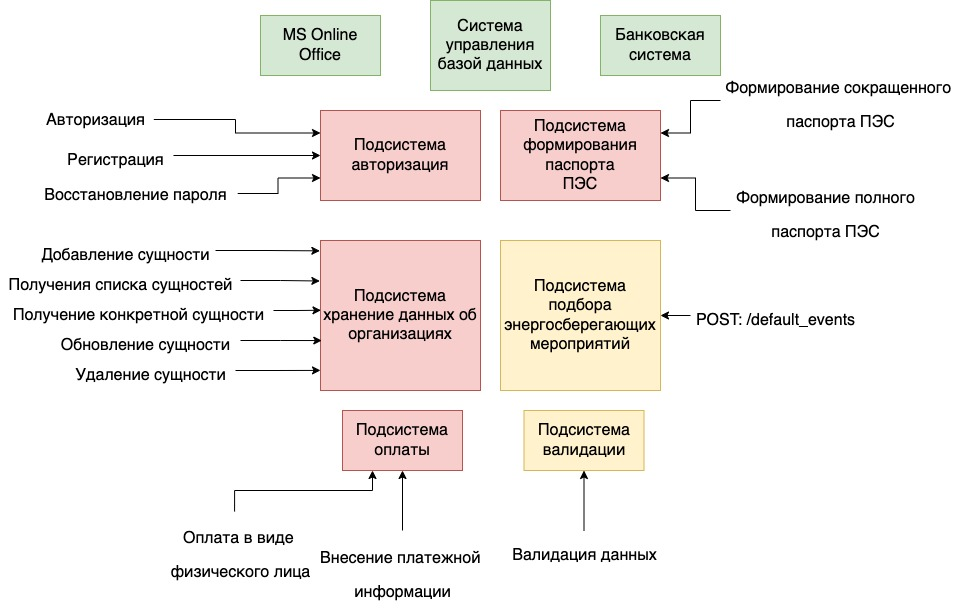 MS Online
Office
Система
управления
базой данных
Банковская
система
Авторизация
Регистрация
Восстановление пароля
Подсистема
авторизация
Подсистема
формирования
паспорта
ПЭС
Формирование сокращенного
паспорта ПЭС
Формирование полного
паспорта ПЭС
Добавление сущности
Получения списка сущностей
Получение конкретной сущности
Обновление сущности
Удаление сущности
Подсистема
хранение данных об
организациях
Подсистема
подбора
энергосберегающих
мероприятий
POST: /default_events
Подсистема
оплаты
Подсистема
валидации
Оплата в виде
физического лица
Внесение платежной
информации
Валидация данных